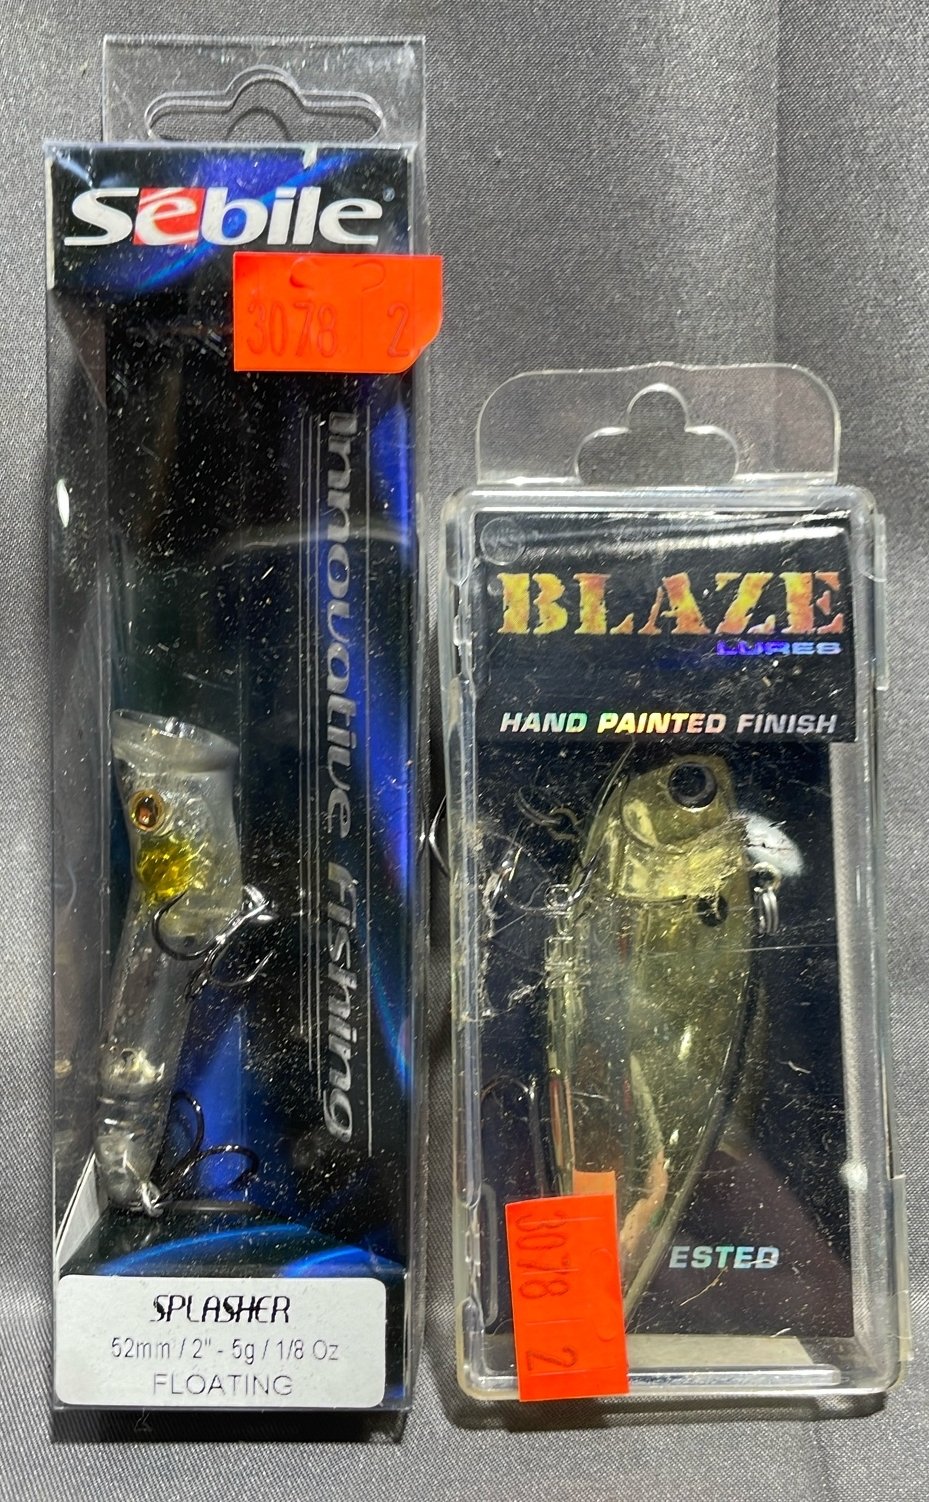 Sébile®
3078 2
Innovative Fishing
SPLASHER
52mm / 2" - 5g / 1/8 Oz
FLOATING
BLAZE
LURES
HAND PAINTED FINISH
ESTED
3078 2